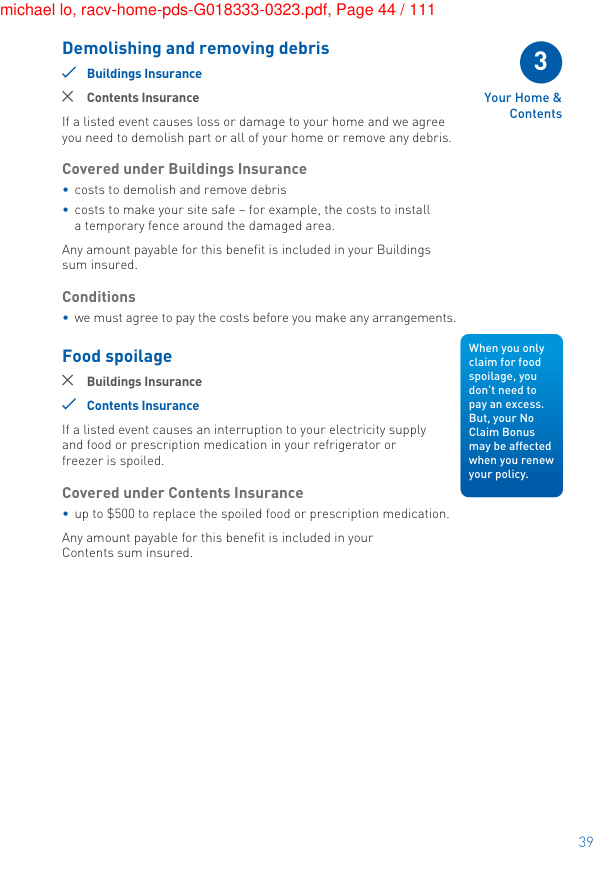 michael lo, racv-home-pds-G018333-0323.pdf, Page 44 / 111
Demolishing and removing debris
Buildings Insurance
Contents Insurance
If a listed event causes loss or damage to your home and we agree
you need to demolish part or all of your home or remove any debris.
Covered under Buildings Insurance
• costs to demolish and remove debris
• costs to make your site safe – for example, the costs to install
a temporary fence around the damaged area.
Any amount payable for this benefit is included in your Buildings
sum insured.
Conditions
• we must agree to pay the costs before you make any arrangements.
Food spoilage
Buildings Insurance
Contents Insurance
If a listed event causes an interruption to your electricity supply
and food or prescription medication in your refrigerator or
freezer is spoiled.
Covered under Contents Insurance
• up to $500 to replace the spoiled food or prescription medication.
Any amount payable for this benefit is included in your
Contents sum insured.
3
Your Home &
Contents
When you only
claim for food
spoilage, you
don't need to
pay an excess.
But, your No
Claim Bonus
may be affected
when you renew
your policy.
39